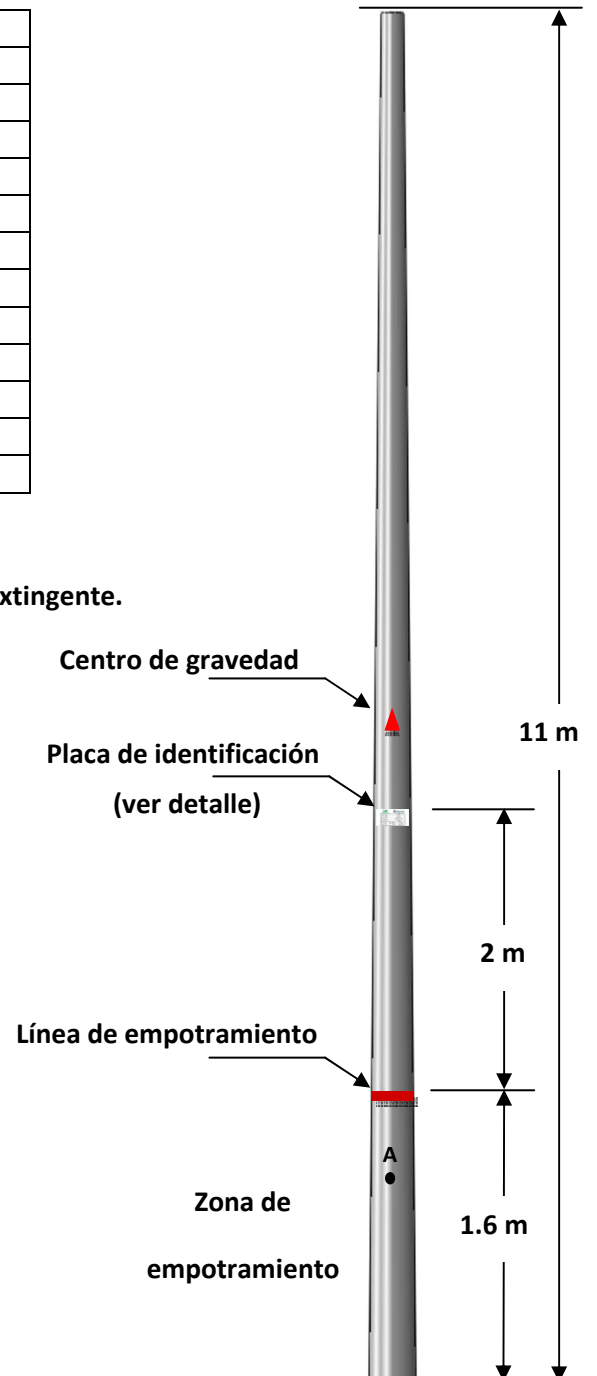 xtingente.
Centro de gravedad
11 m
Placa de identificación
(ver detalle)
2 m
Línea de empotramiento
A
Zona de
1.6 m
empotramiento